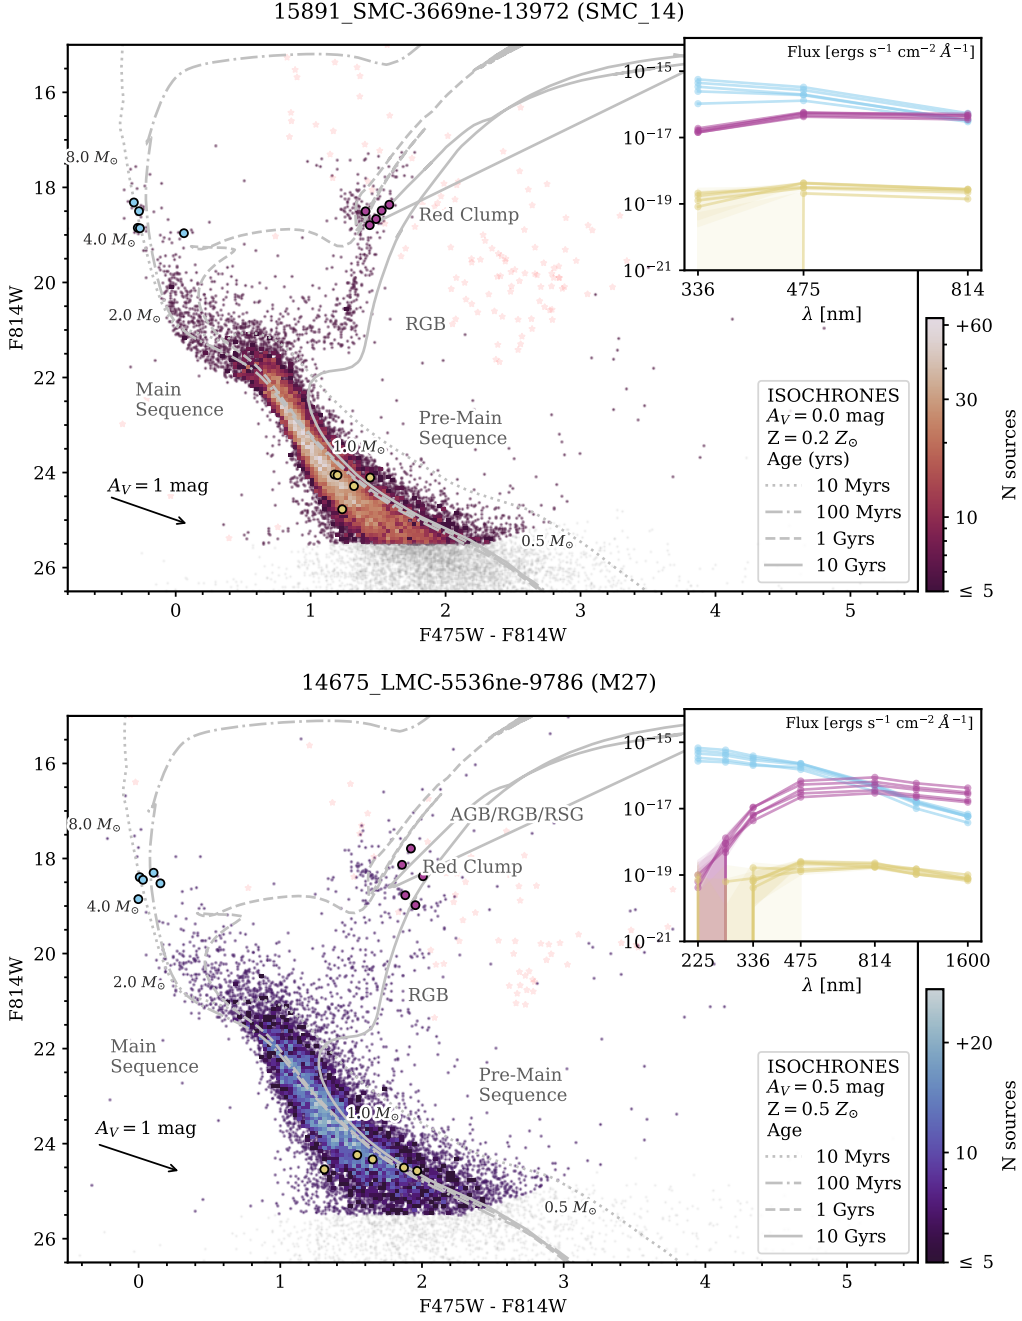 15891_SMC-3669ne-13972 (SMC_14)
Flux [ergs s⁻¹ cm⁻² Å⁻¹]
10⁻¹⁵
10⁻¹⁷
10⁻¹⁹
10⁻²¹
336 475 814
λ [nm]
16
18
20
22
24
26
F814W
8.0 M⊙
4.0 M⊙
2.0 M⊙
1.0 M⊙
0.5 M⊙
Red Clump
RGB
Main
Sequence
Pre-Main
Sequence
A_V = 1 mag
ISOCHRONES
A_V = 0.0 mag
Z = 0.2 Z⊙
Age (yrs)
10 Myrs
100 Myrs
1 Gyrs
10 Gyrs
+60
30
10
≤ 5
N sources
0 1 2 3 4 5
F475W - F814W
14675_LMC-5536ne-9786 (M27)
Flux [ergs s⁻¹ cm⁻² Å⁻¹]
10⁻¹⁵
10⁻¹⁷
10⁻¹⁹
10⁻²¹
225 336 475 814 1600
λ [nm]
16
18
20
22
24
26
F814W
8.0 M⊙
4.0 M⊙
2.0 M⊙
1.0 M⊙
0.5 M⊙
AGB/RGB/RSG
Red Clump
RGB
Main
Sequence
Pre-Main
Sequence
A_V = 1 mag
ISOCHRONES
A_V = 0.5 mag
Z = 0.5 Z⊙
Age
10 Myrs
100 Myrs
1 Gyrs
10 Gyrs
+20
10
≤ 5
N sources
0 1 2 3 4 5
F475W - F814W